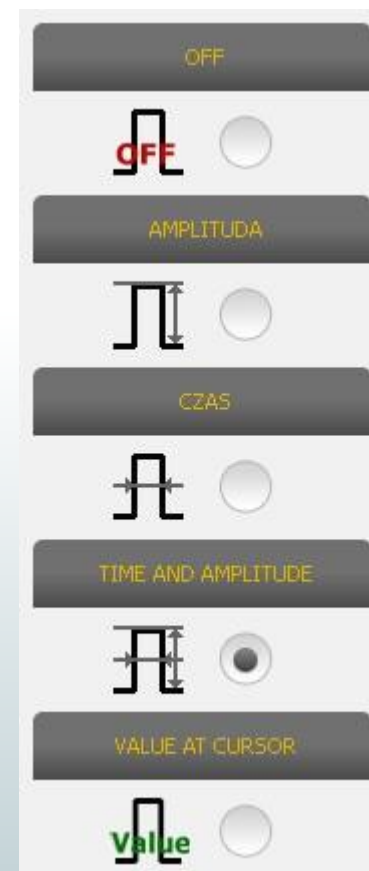 OFF
OFF
AMPLITUDA
CZAS
TIME AND AMPLITUDE
VALUE AT CURSOR
Value